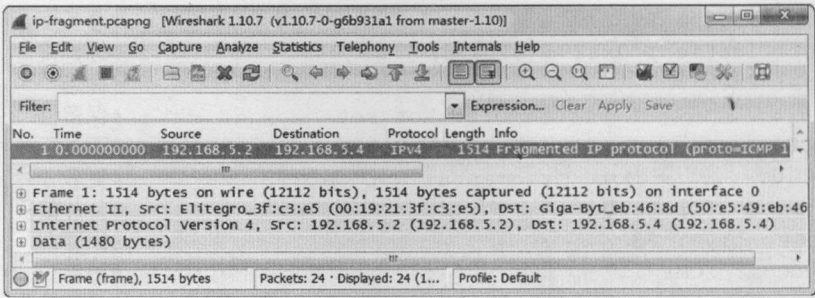 ip-fragment.pcapng [Wireshark 1.10.7 (v1.10.7-0-g6b931a1 from master-1.10)]
File Edit View Go Capture Analyze Statistics Telephony Tools Internals Help
Filter: Expression... Clear Apply Save
No. Time Source Destination Protocol Length Info
1 0.000000000 192.168.5.2 192.168.5.4 IPv4 1514 Fragmented IP protocol (proto=ICMP 1
Frame 1: 1514 bytes on wire (12112 bits), 1514 bytes captured (12112 bits) on interface 0
Ethernet II, Src: Elitegro_3f:c3:e5 (00:19:21:3f:c3:e5), Dst: Giga-Byt_eb:46:8d (50:e5:49:eb:46
Internet Protocol Version 4, Src: 192.168.5.2 (192.168.5.2), Dst: 192.168.5.4 (192.168.5.4)
Data (1480 bytes)
Frame (frame), 1514 bytes Packets: 24 · Displayed: 24 (1... Profile: Default